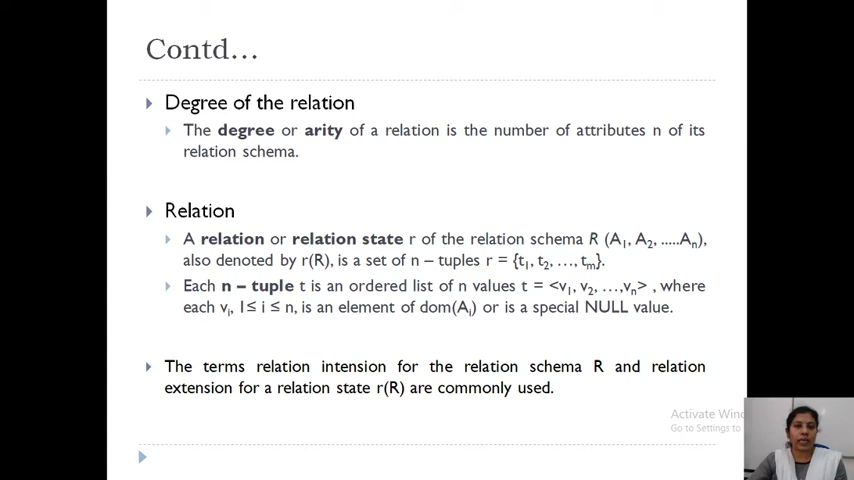 Contd...
Degree of the relation
The degree or arity of a relation is the number of attributes n of its
relation schema.
Relation
A relation or relation state r of the relation schema R (A1, A2, .....An),
also denoted by r(R), is a set of n – tuples r = {t1, t2, ..., tm}.
Each n – tuple t is an ordered list of n values t = <v1, v2, ...,vn> , where
each vi, 1≤ i ≤ n, is an element of dom(Ai) or is a special NULL value.
The terms relation intension for the relation schema R and relation
extension for a relation state r(R) are commonly used.
Activate Wind
Go to Settings to